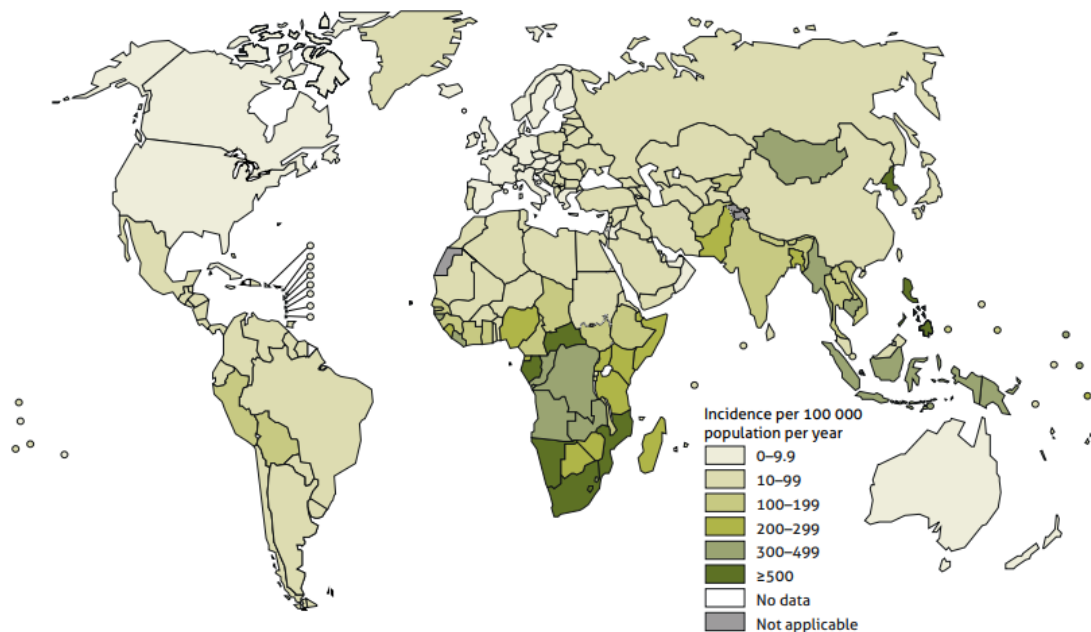 Incidence per 100 000
population per year
0–9.9
10–99
100–199
200–299
300–499
≥500
No data
Not applicable